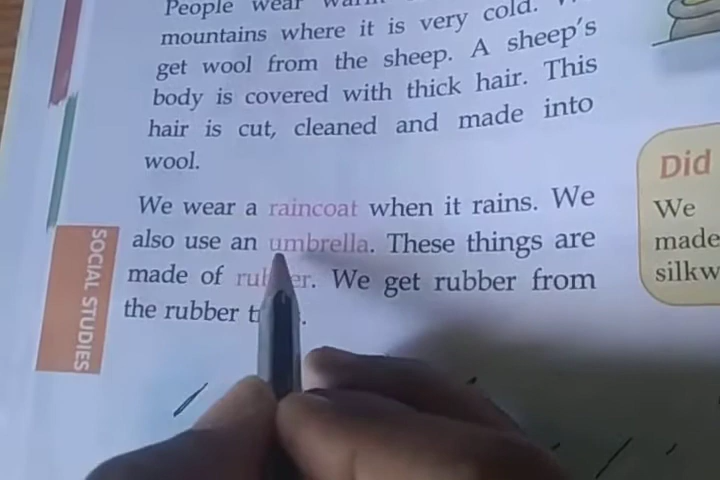 People wear
mountains where it is very cold.
get wool from the sheep. A sheep's
body is covered with thick hair. This
hair is cut, cleaned and made into
wool.
We wear a raincoat when it rains. We
also use an umbrella. These things are
made of rubber. We get rubber from
the rubber
SOCIAL STUDIES
Did
We
made
silkw